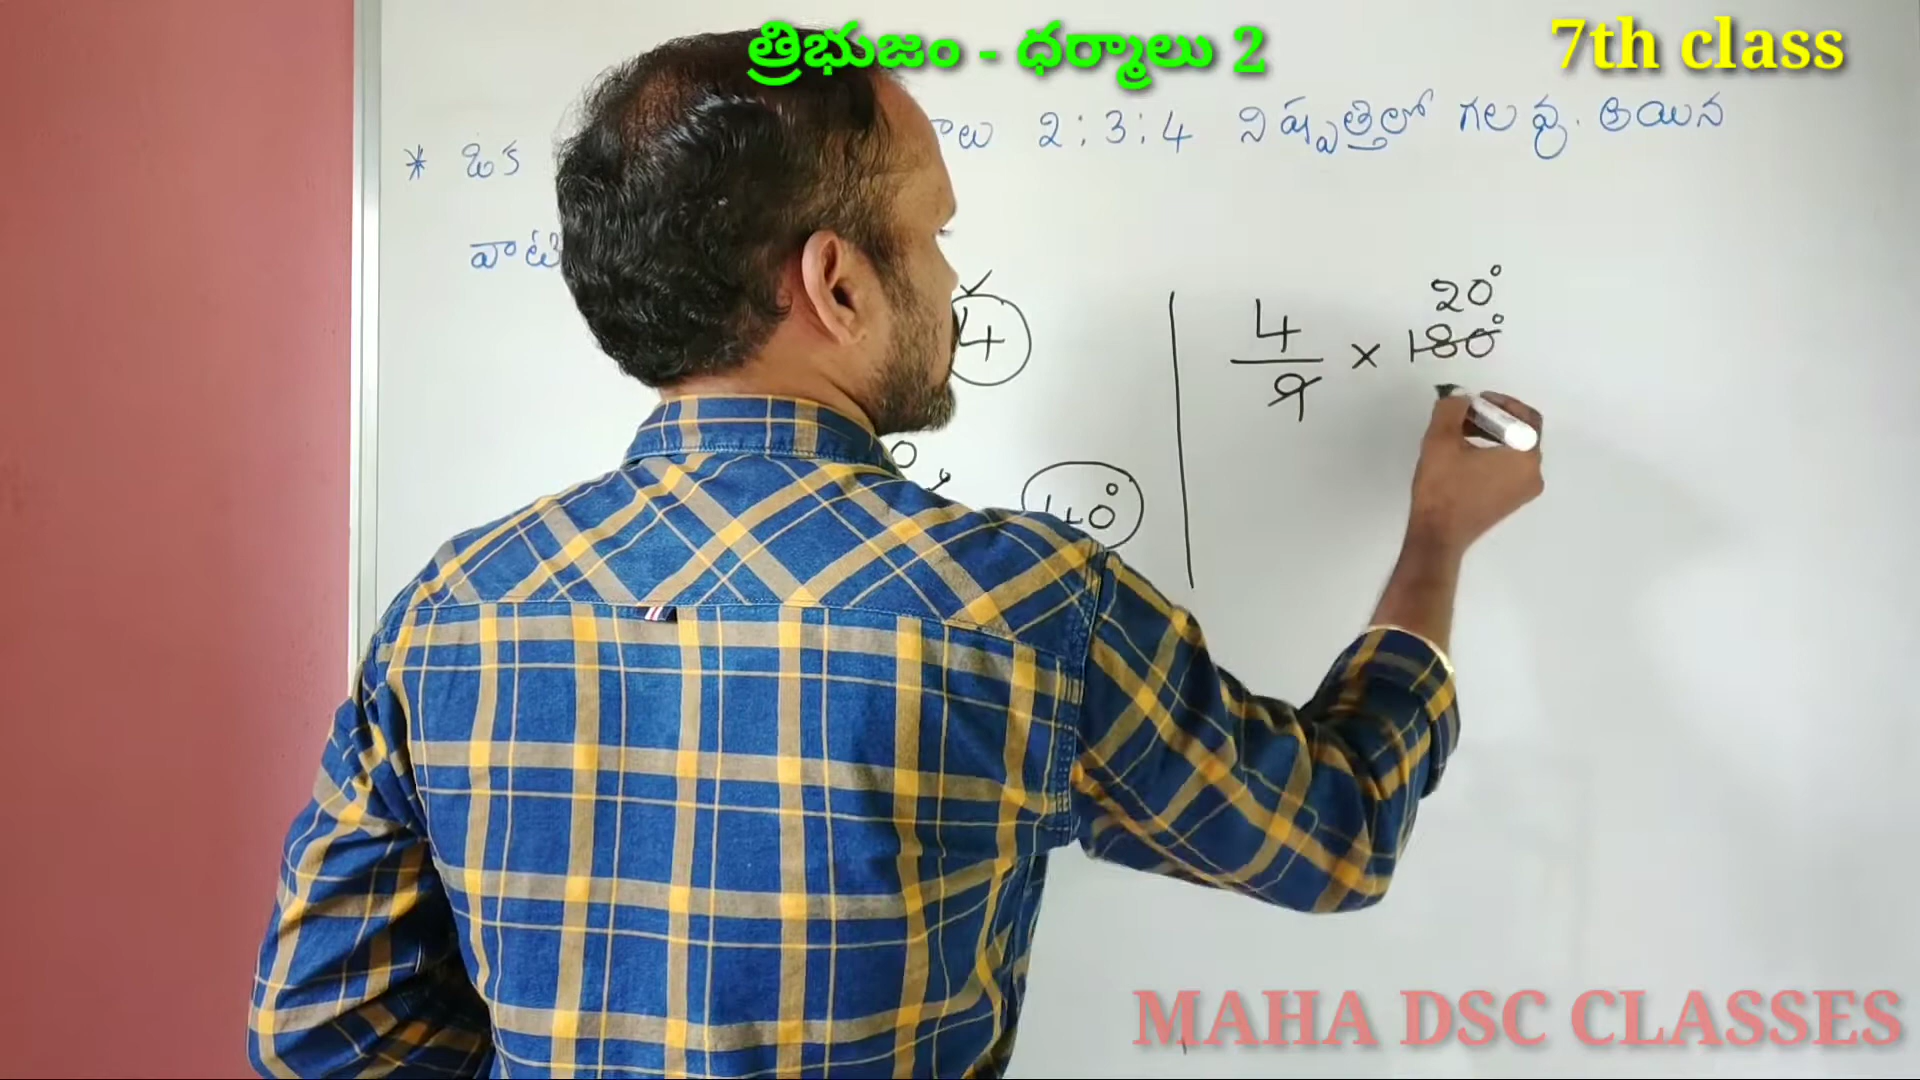 త్రిభుజం - ధర్మాలు 2
7th class
* ఒక
2 : 3 : 4 నిష్పత్తిలో గలవు. అయిన
4
20°
4/9 × 180°
40°
MAHA DSC CLASSES